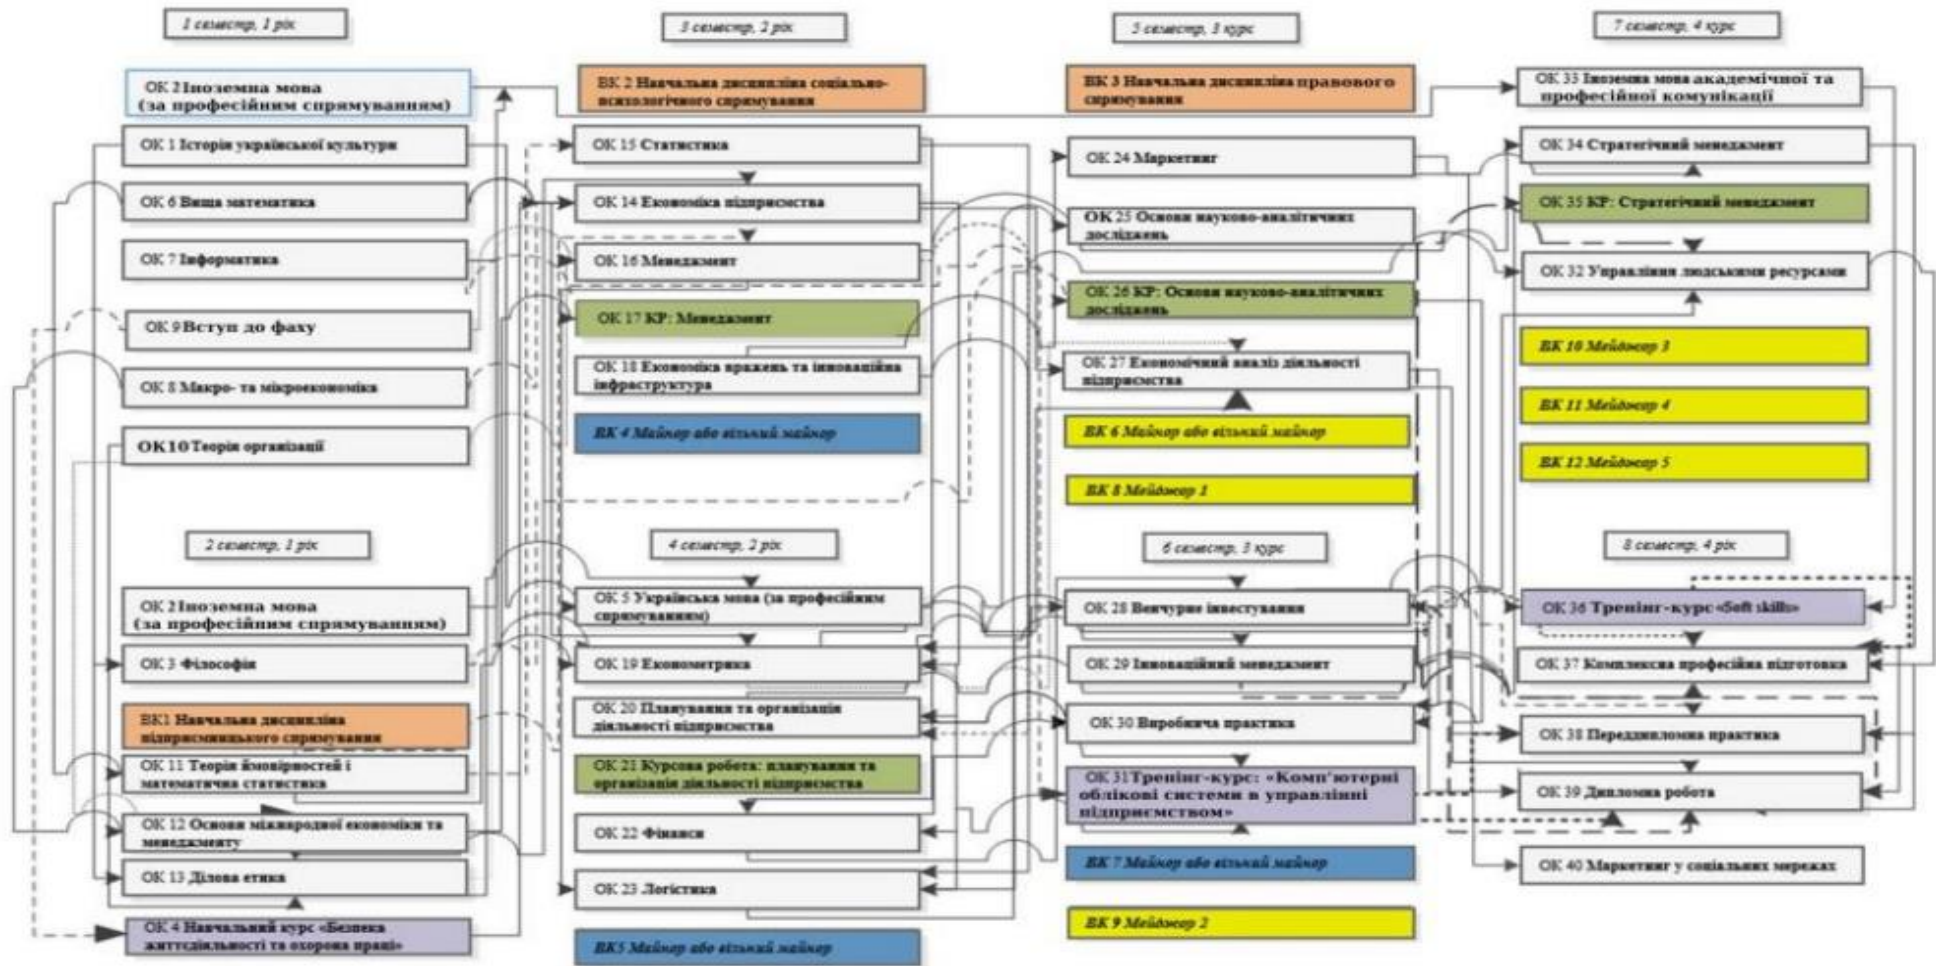 1 семестр, 1 рік
ОК 2 Іноземна мова
(за професійним спрямуванням)
ОК 1 Історія української культури
ОК 6 Вища математика
ОК 7 Інформатика
ОК 9 Вступ до фаху
ОК 8 Макро- та мікроекономіка
ОК10 Теорія організації
2 семестр, 1 рік
ОК 2 Іноземна мова
(за професійним спрямуванням)
ОК 3 Філософія
ВК1 Навчальна дисципліна
підприємницького спрямування
ОК 11 Теорія ймовірностей і
математична статистика
ОК 12 Основи міжнародної економіки та
менеджменту
ОК 13 Ділова етика
ОК 4 Навчальний курс «Безпека
життєдіяльності та охорона праці»
3 семестр, 2 рік
ВК 2 Навчальна дисципліна соціально-
психологічного спрямування
ОК 15 Статистика
ОК 14 Економіка підприємства
ОК 16 Менеджмент
ОК 17 КР: Менеджмент
ОК 18 Економіка вражень та інноваційна
інфраструктура
ВК 4 Майнор або вільний майнор
4 семестр, 2 рік
ОК 5 Українська мова (за професійним
спрямуванням)
ОК 19 Економетрика
ОК 20 Планування та організація
діяльності підприємства
ОК 21 Курсова робота: планування та
організація діяльності підприємства
ОК 22 Фінанси
ОК 23 Логістика
ВК5 Майнор або вільний майнор
5 семестр, 3 курс
ВК 3 Навчальна дисципліна правового
спрямування
ОК 24 Маркетинг
ОК 25 Основи науково-аналітичних
досліджень
ОК 26 КР: Основи науково-аналітичних
досліджень
ОК 27 Економічний аналіз діяльності
підприємства
ВК 6 Майнор або вільний майнор
ВК 8 Мейджор 1
6 семестр, 3 курс
ОК 28 Венчурне інвестування
ОК 29 Інноваційний менеджмент
ОК 30 Виробнича практика
ОК 31Тренінг-курс: «Комп’ютерні
облікові системи в управлінні
підприємством»
ВК 7 Майнор або вільний майнор
ВК 9 Мейджор 2
7 семестр, 4 курс
ОК 33 Іноземна мова академічної та
професійної комунікації
ОК 34 Стратегічний менеджмент
ОК 35 КР: Стратегічний менеджмент
ОК 32 Управління людськими ресурсами
ВК 10 Мейджор 3
ВК 11 Мейджор 4
ВК 12 Мейджор 5
8 семестр, 4 рік
ОК 36 Тренінг-курс «Soft skills»
ОК 37 Комплексна професійна підготовка
ОК 38 Переддипломна практика
ОК 39 Дипломна робота
ОК 40 Маркетинг у соціальних мережах